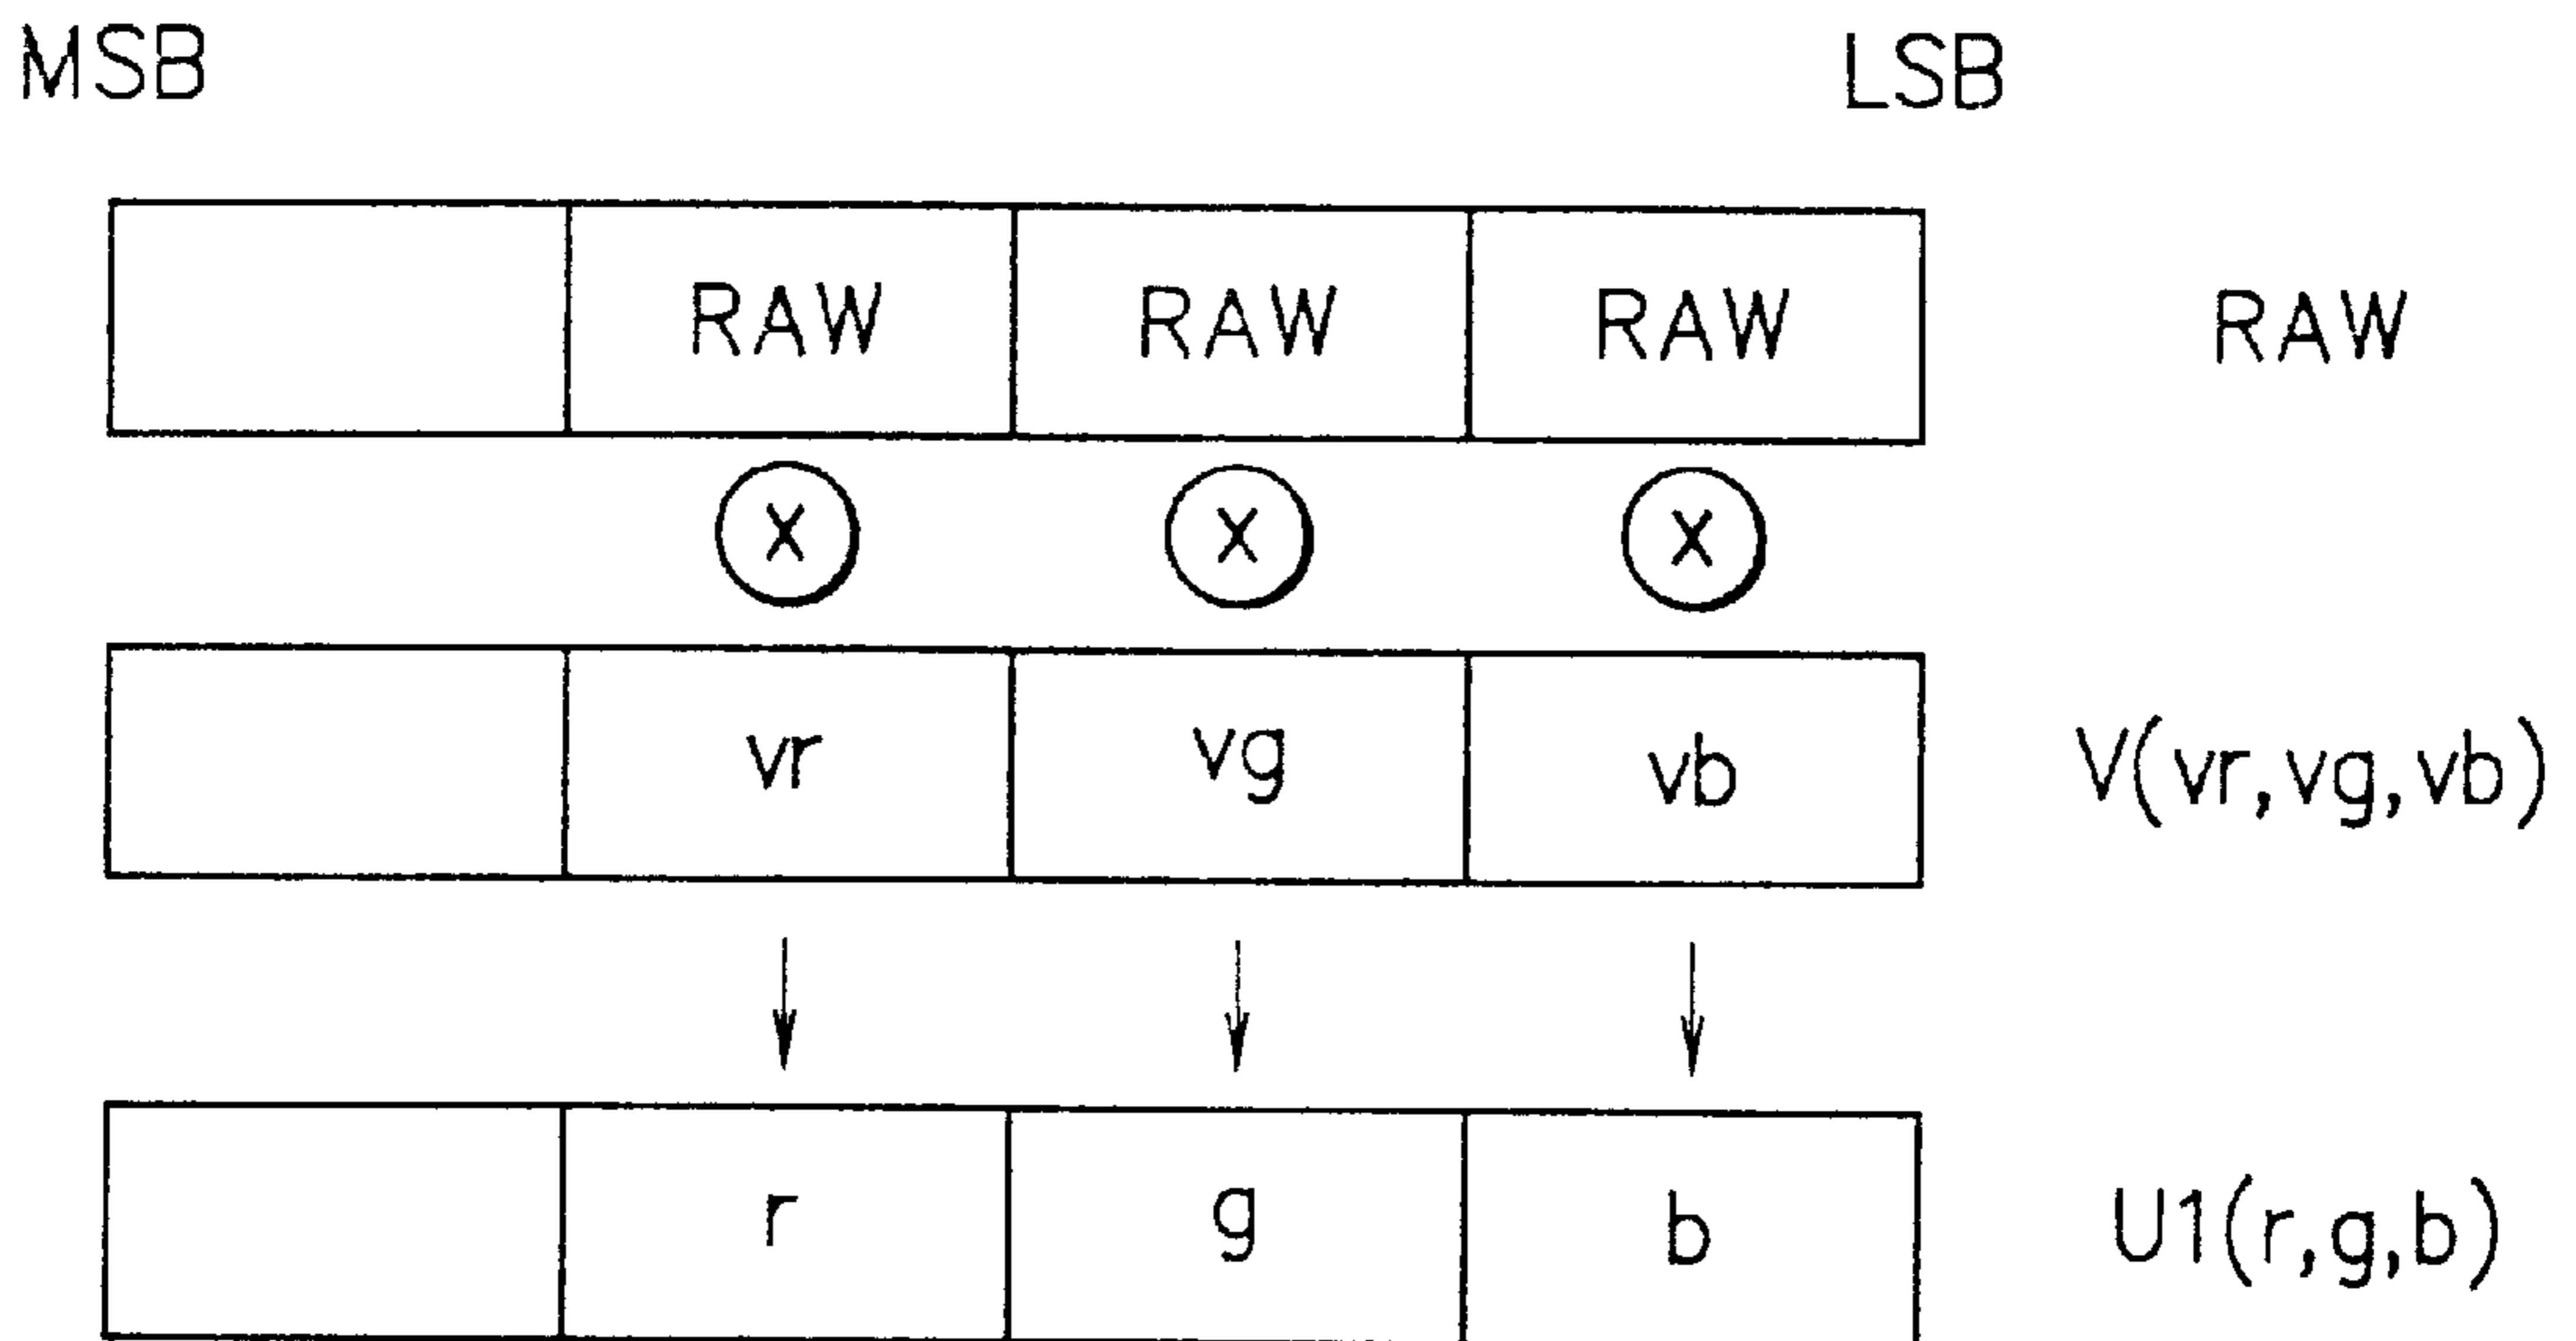 MSB LSB
RAW RAW RAW RAW
X X X
vr vg vb V(vr,vg,vb)
r g b U1(r,g,b)